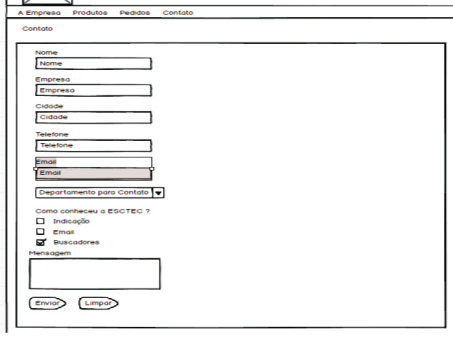 A Empresa Produtos Pedidos Contato
Contato
Nome
Nome
Empresa
Empresa
Cidade
Cidade
Telefone
Telefone
Email
Email
Departamento para Contato
Como conheceu a ESCTEC ?
Indicação
Email
Buscadores
Mensagem
Enviar Limpar